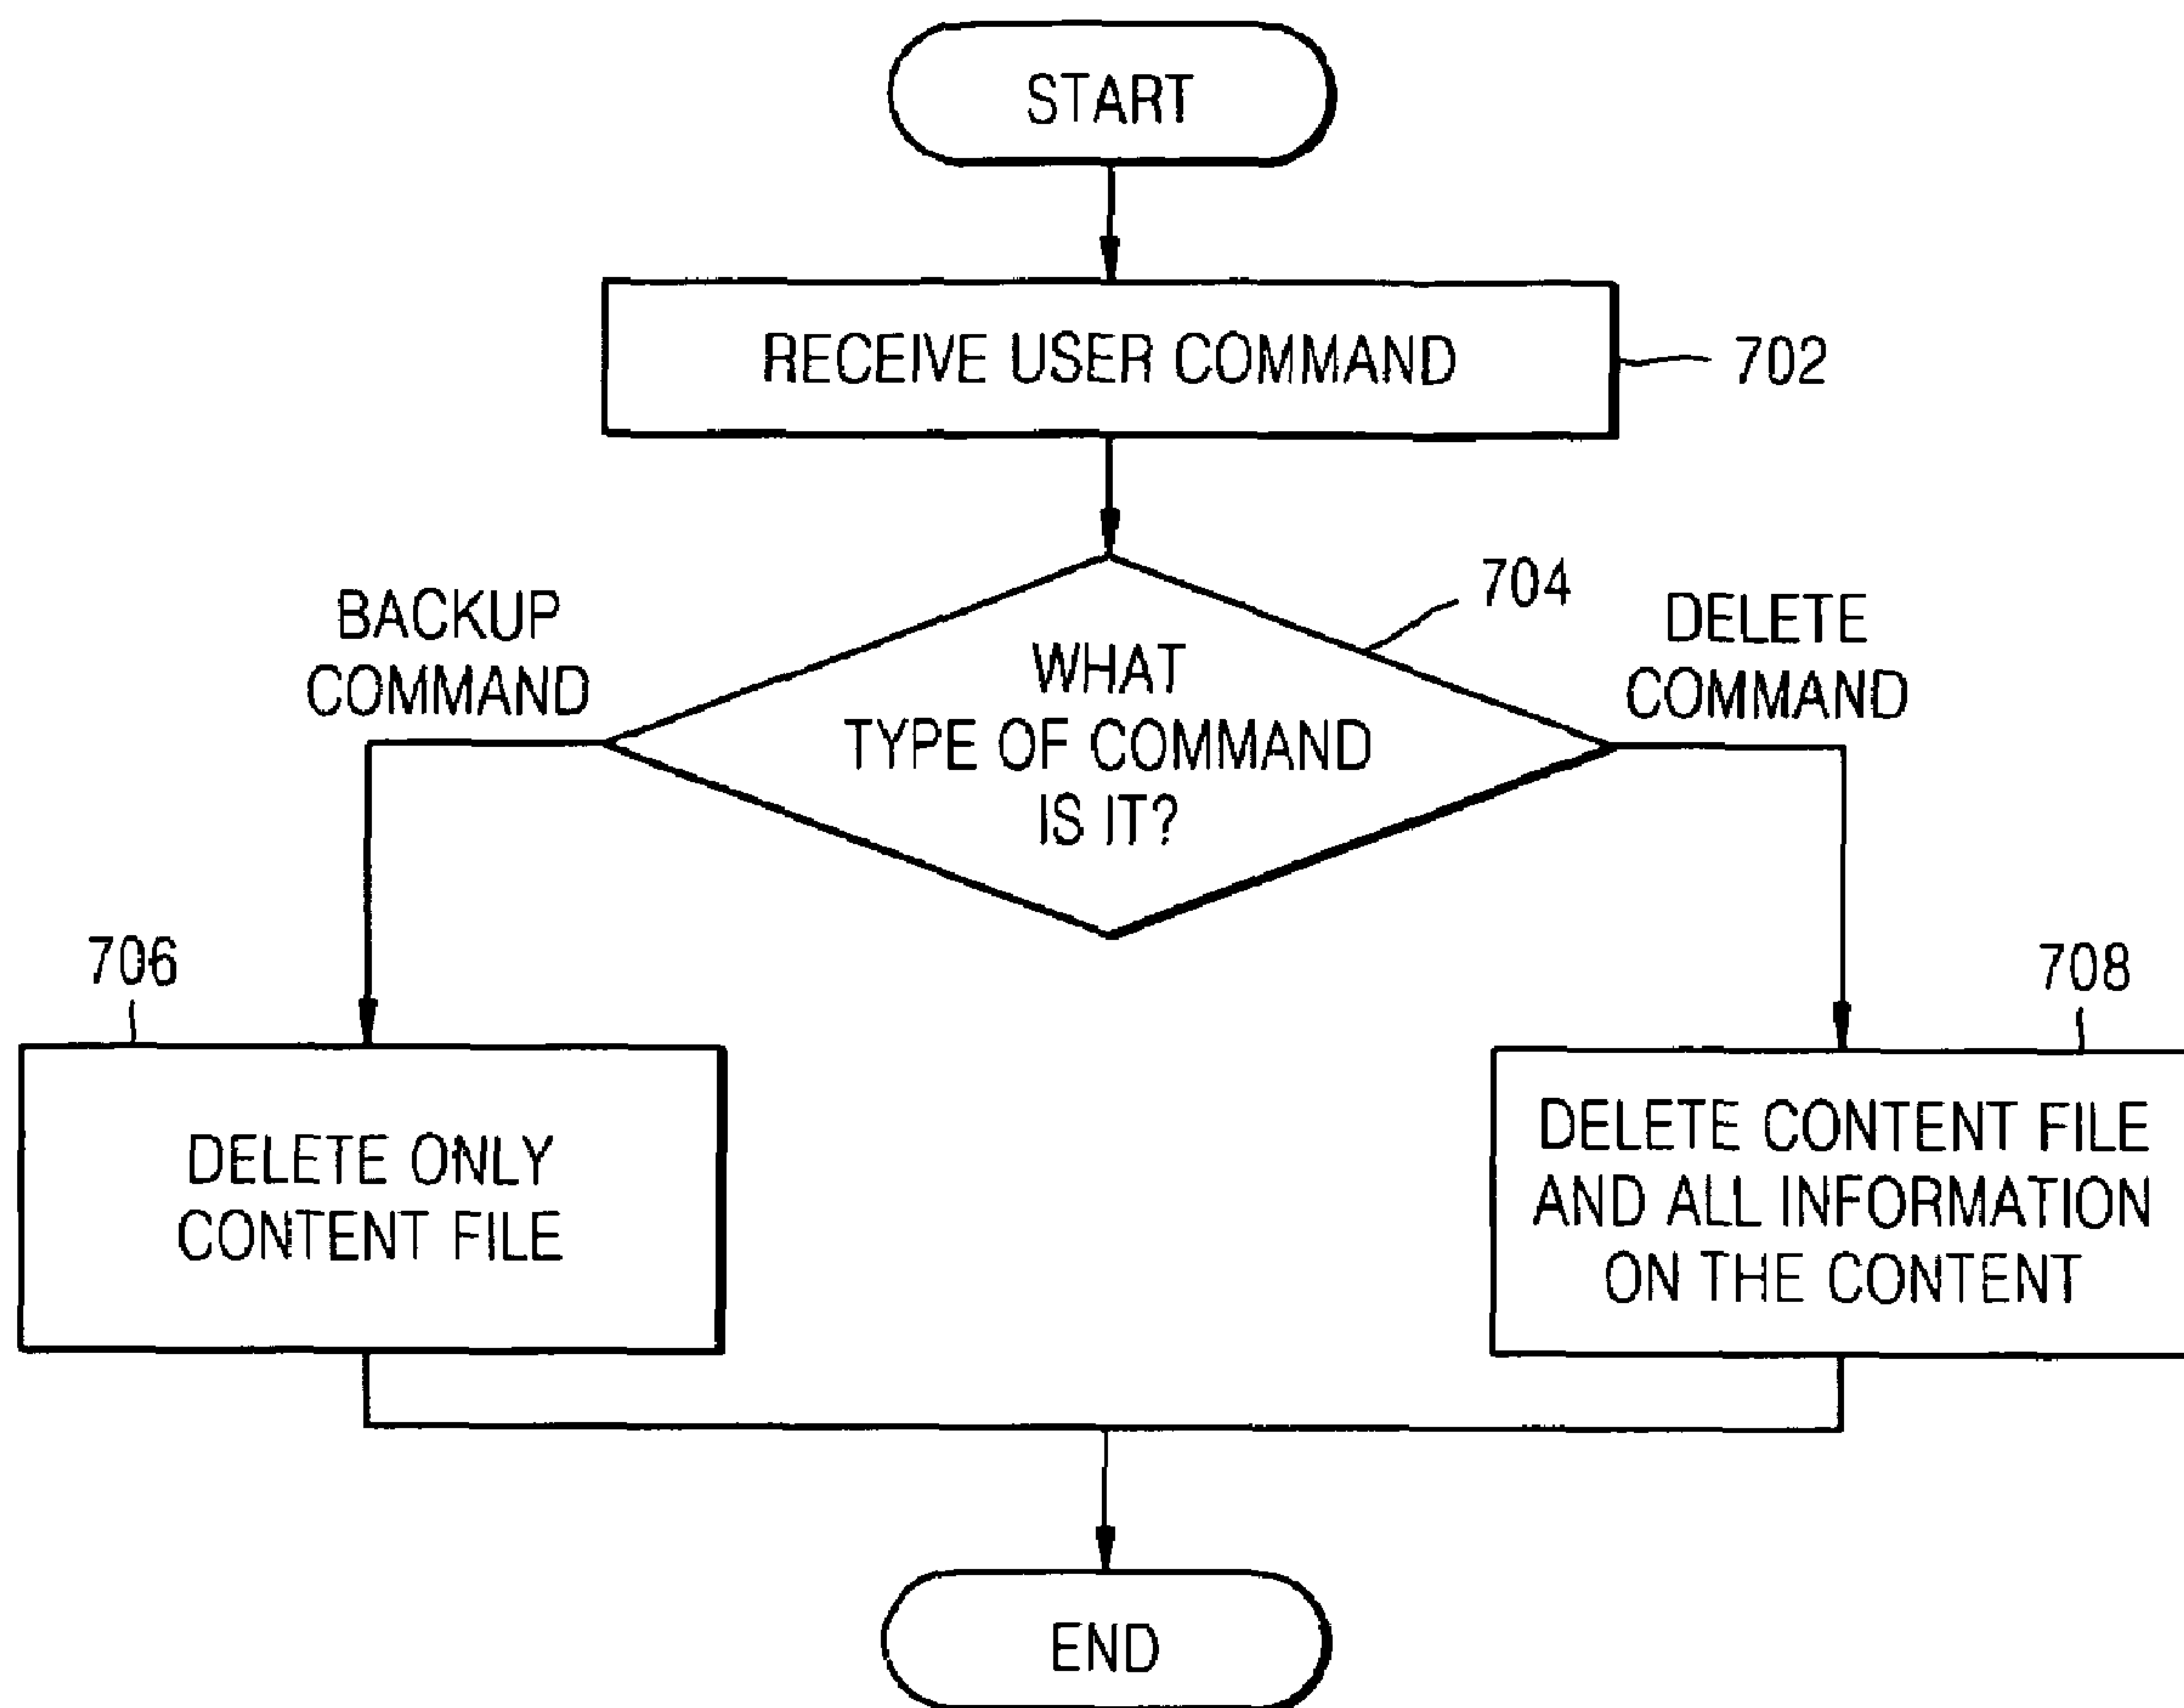 START
RECEIVE USER COMMAND
702
704
BACKUP
COMMAND
WHAT
TYPE OF COMMAND
IS IT?
DELETE
COMMAND
706
708
DELETE ONLY
CONTENT FILE
DELETE CONTENT FILE
AND ALL INFORMATION
ON THE CONTENT
END